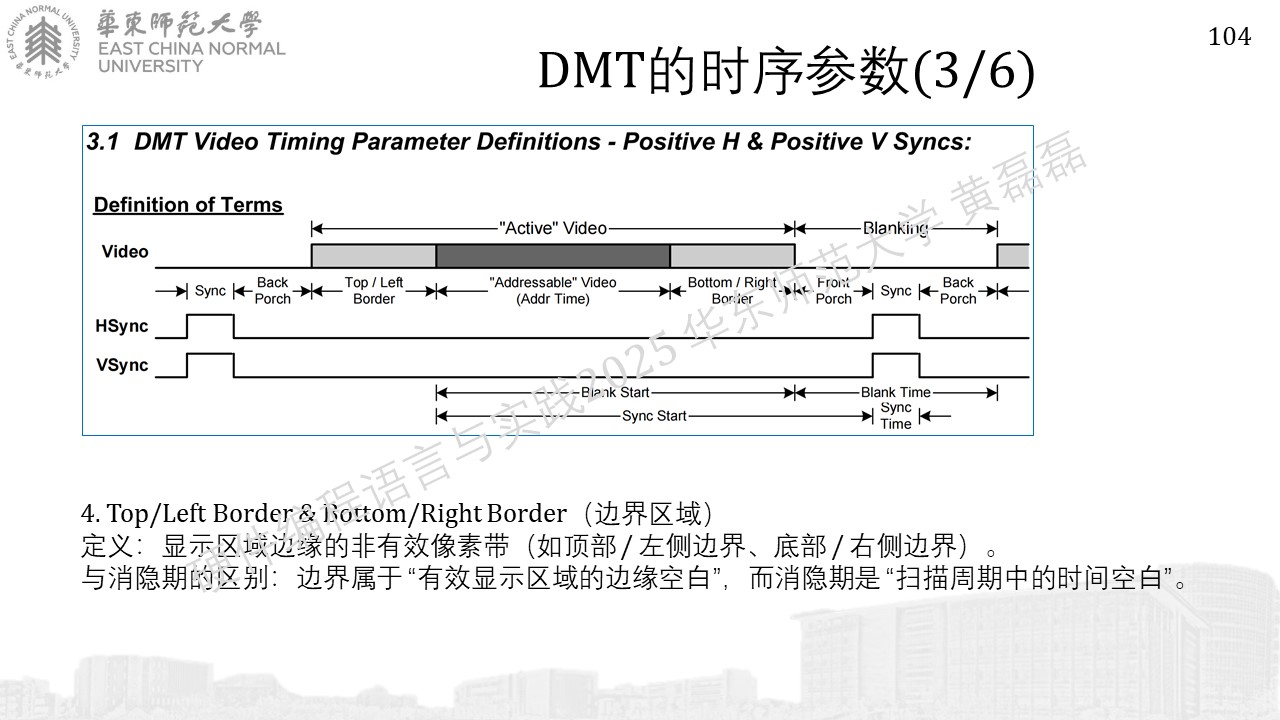 EAST CHINA NORMAL UNIVERSITY
華東師範大學
華東師範大學
EAST CHINA NORMAL
UNIVERSITY
104
DMT的时序参数(3/6)
3.1 DMT Video Timing Parameter Definitions - Positive H & Positive V Syncs:
Definition of Terms
"Active" Video
Blanking
Video
Sync
Back
Porch
Top / Left
Border
"Addressable" Video
(Addr Time)
Bottom / Right
Border
Front
Porch
Sync
Back
Porch
HSync
VSync
Blank Start
Blank Time
Sync Start
Sync
Time
硬件编程语言与实践2025 华东师范大学 黄磊磊
4. Top/Left Border & Bottom/Right Border（边界区域）
定义：显示区域边缘的非有效像素带（如顶部 / 左侧边界、底部 / 右侧边界）。
与消隐期的区别：边界属于 “有效显示区域的边缘空白”，而消隐期是 “扫描周期中的时间空白”。